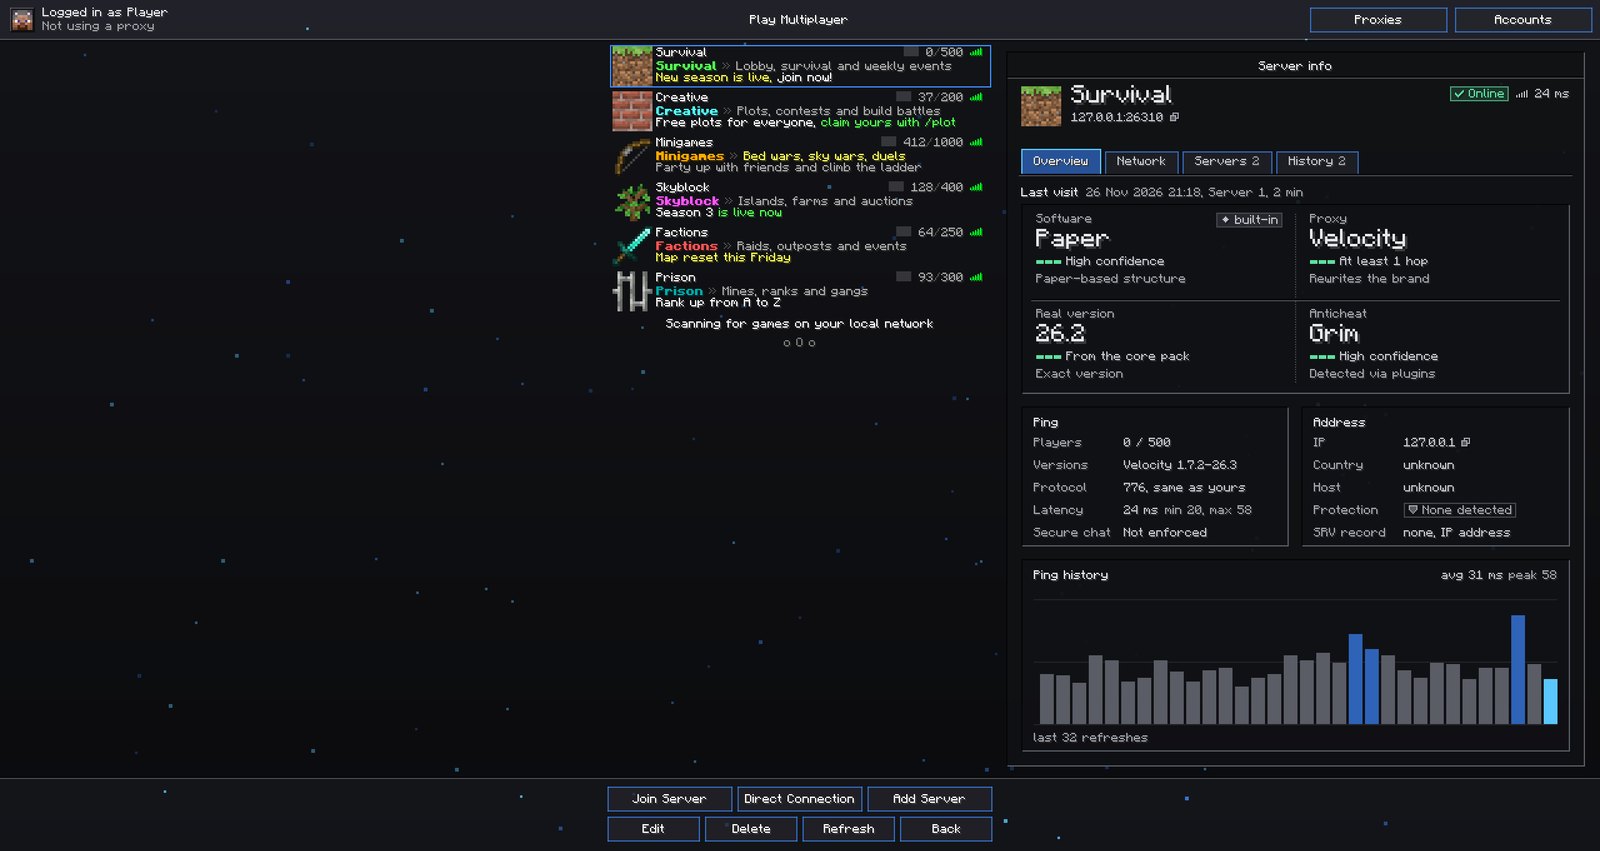 Logged in as Player
Not using a proxy
Play Multiplayer
Proxies
Accounts
Survival 0/500
Survival » Lobby, survival and weekly events
New season is live, join now!
Creative 37/200
Creative » Plots, contests and build battles
Free plots for everyone, claim yours with /plot
Minigames 412/1000
Minigames » Bed wars, sky wars, duels
Party up with friends and climb the ladder
Skyblock 128/400
Skyblock » Islands, farms and auctions
Season 3 is live now
Factions 64/250
Factions » Raids, outposts and events
Map reset this Friday
Prison 93/300
Prison » Mines, ranks and gangs
Rank up from A to Z
Scanning for games on your local network
o O o
Server info
Survival
127.0.0.1:26310
Online
24 ms
Overview
Network
Servers 2
History 2
Last visit 26 Nov 2026 21:18, Server 1, 2 min
Software
built-in
Paper
High confidence
Paper-based structure
Proxy
Velocity
At least 1 hop
Rewrites the brand
Real version
26.2
From the core pack
Exact version
Anticheat
Grim
High confidence
Detected via plugins
Ping
Players 0 / 500
Versions Velocity 1.7.2-26.3
Protocol 776, same as yours
Latency 24 ms min 20, max 58
Secure chat Not enforced
Address
IP 127.0.0.1
Country unknown
Host unknown
Protection None detected
SRV record none, IP address
Ping history
avg 31 ms peak 58
last 32 refreshes
Join Server
Direct Connection
Add Server
Edit
Delete
Refresh
Back